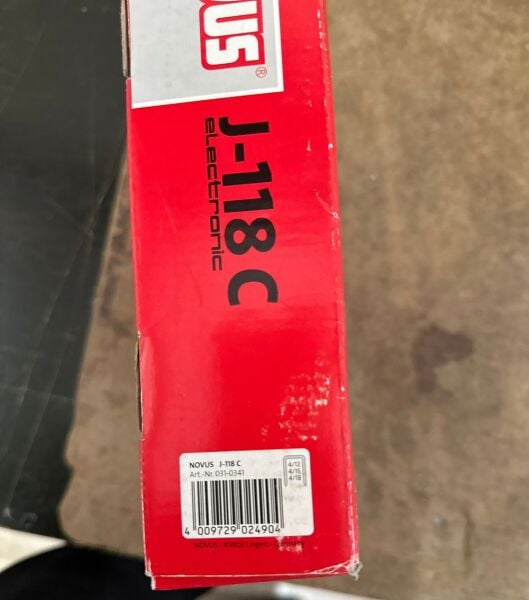 US®
J-118 C
electronic
NOVUS J-118 C
Art.-Nr. 031-0341
4/12
4/15
4/18
4 009729 024904